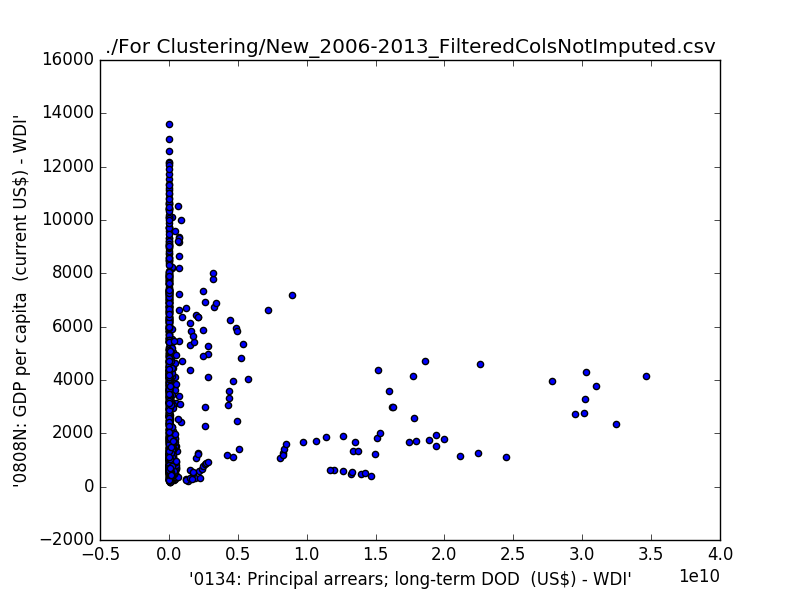 ./For Clustering/New_2006-2013_FilteredColsNotImputed.csv
16000
14000
12000
10000
8000
6000
4000
2000
0
−2000
'0808N: GDP per capita  (current US$) - WDI'
−0.5 0.0 0.5 1.0 1.5 2.0 2.5 3.0 3.5 4.0
1e10
'0134: Principal arrears; long-term DOD  (US$) - WDI'